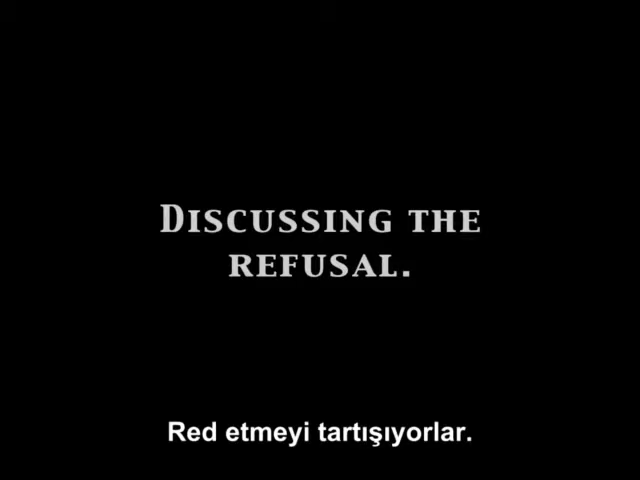 DISCUSSING THE
REFUSAL.
Red etmeyi tartışıyorlar.